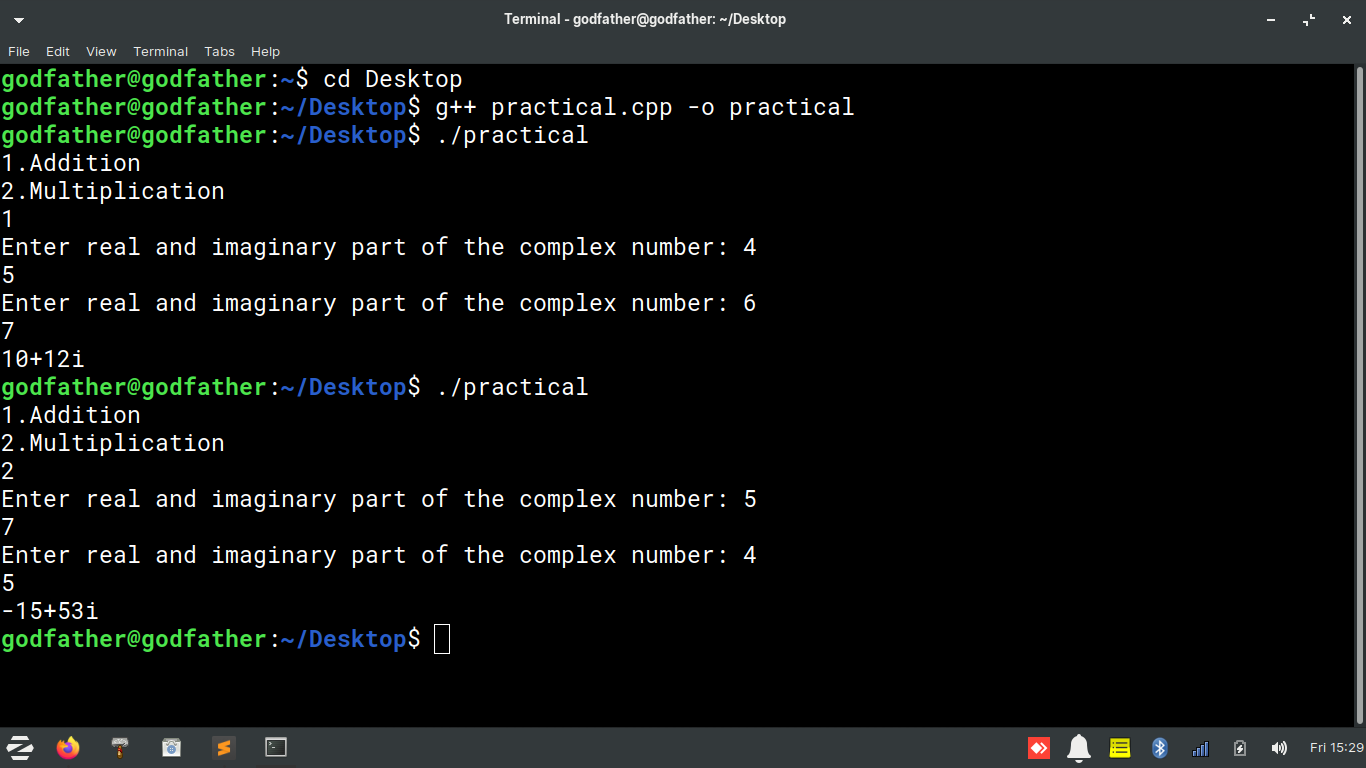 Terminal - godfather@godfather: ~/Desktop
File Edit View Terminal Tabs Help
godfather@godfather:~$ cd Desktop
godfather@godfather:~/Desktop$ g++ practical.cpp -o practical
godfather@godfather:~/Desktop$ ./practical
1.Addition
2.Multiplication
1
Enter real and imaginary part of the complex number: 4
5
Enter real and imaginary part of the complex number: 6
7
10+12i
godfather@godfather:~/Desktop$ ./practical
1.Addition
2.Multiplication
2
Enter real and imaginary part of the complex number: 5
7
Enter real and imaginary part of the complex number: 4
5
-15+53i
godfather@godfather:~/Desktop$
Fri 15:29